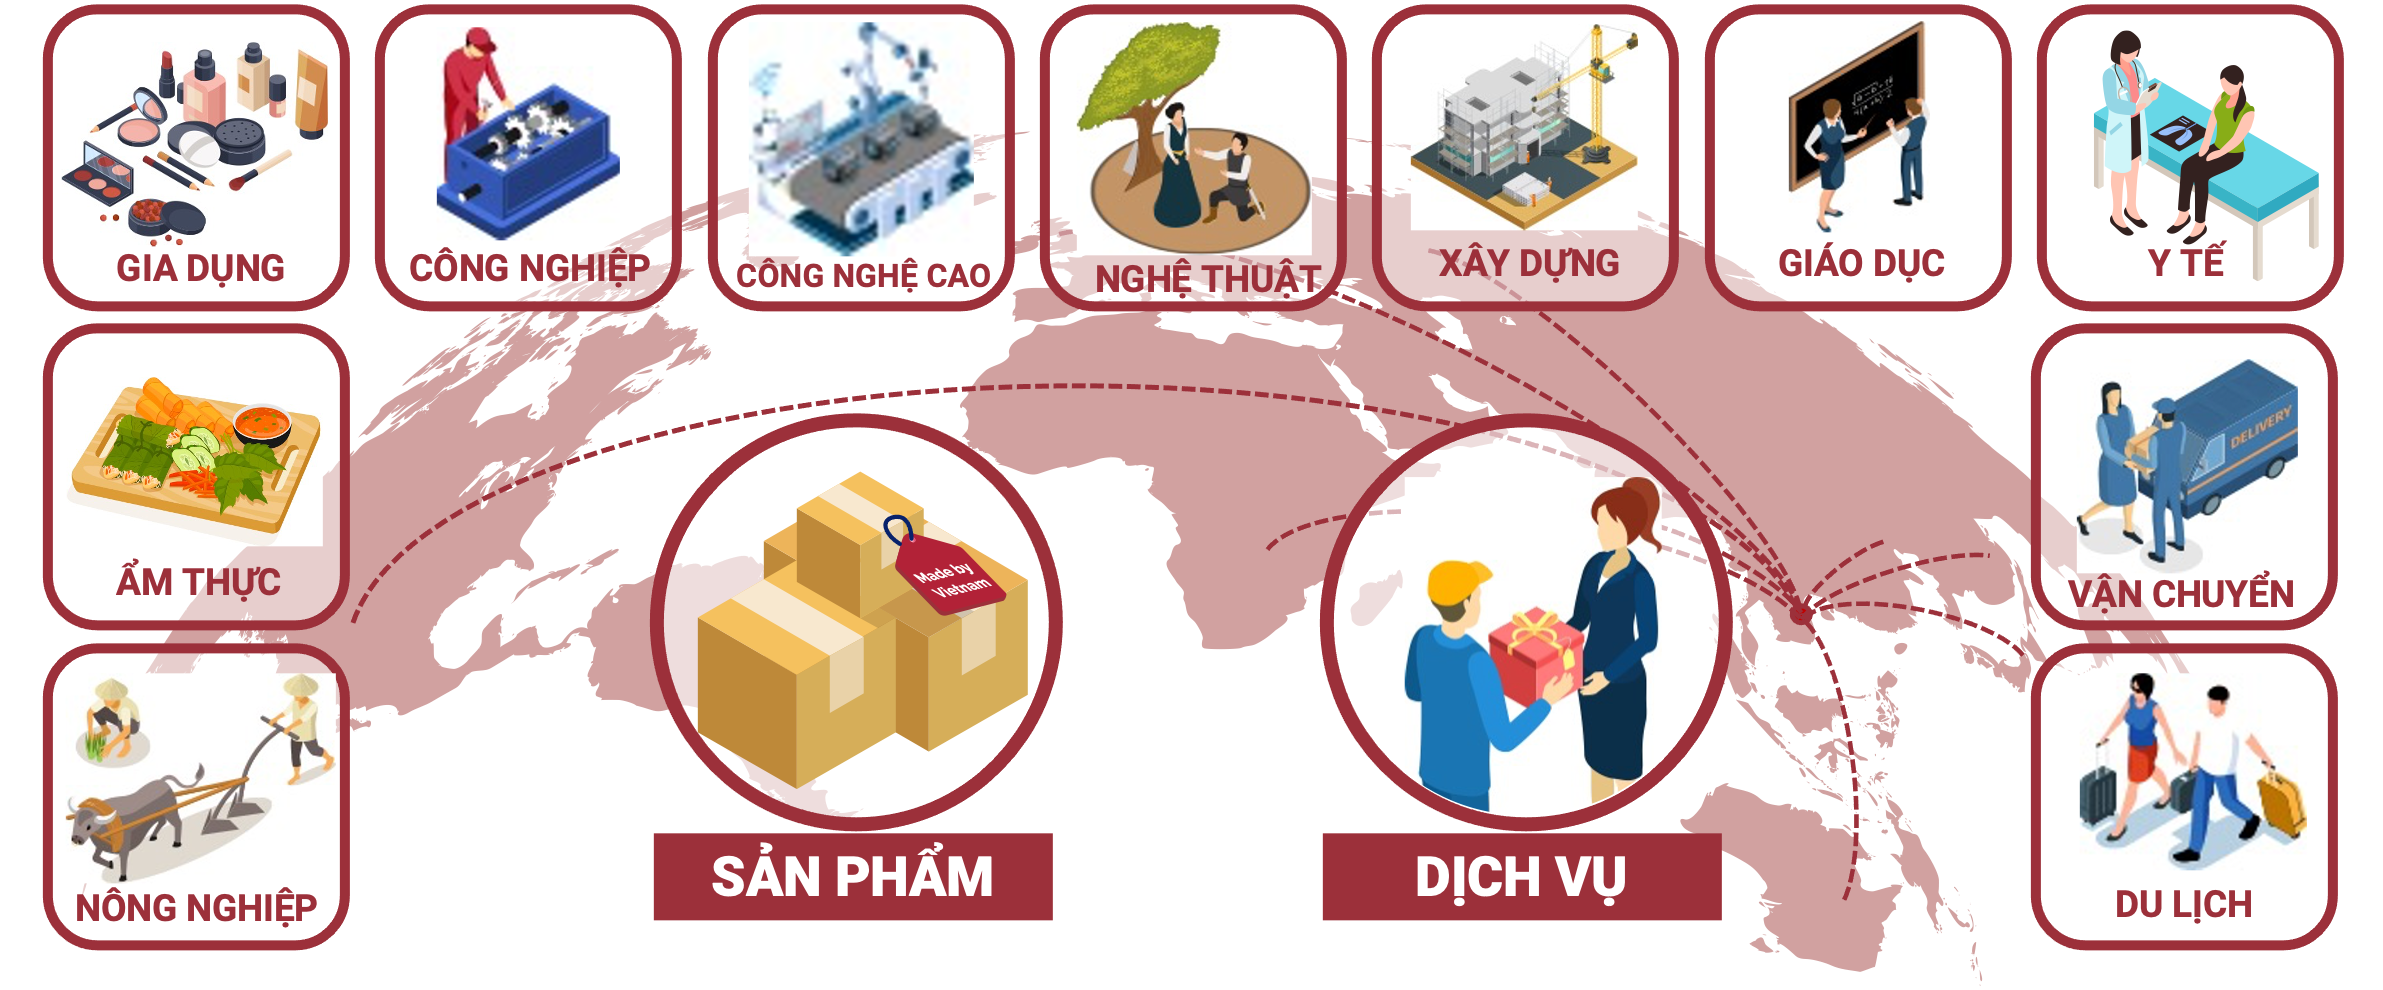 GIA DỤNG
CÔNG NGHIỆP
CÔNG NGHỆ CAO
NGHỆ THUẬT
XÂY DỰNG
GIÁO DỤC
Y TẾ
ẨM THỰC
DELIVERY
VẬN CHUYỂN
Made by
Vietnam
NÔNG NGHIỆP
SẢN PHẨM
DỊCH VỤ
DU LỊCH